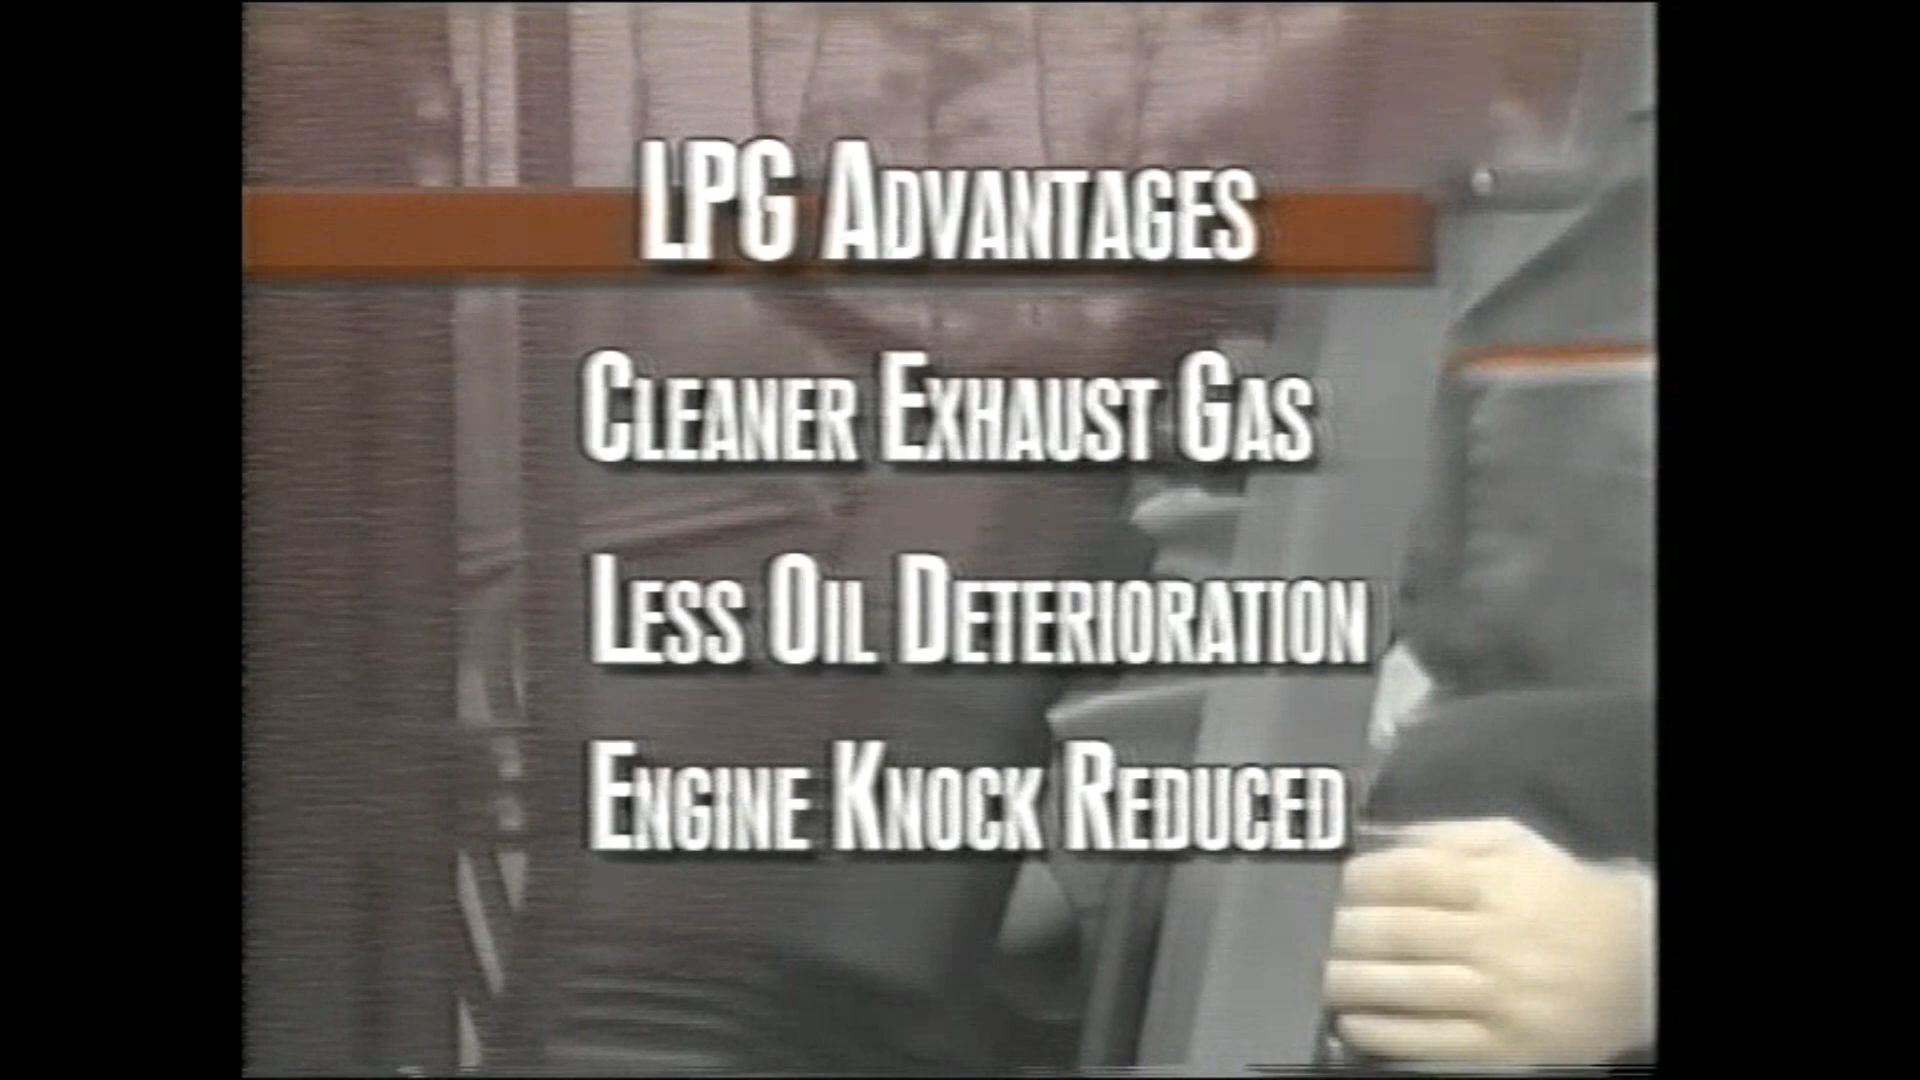 LPG ADVANTAGES
CLEANER EXHAUST GAS
LESS OIL DETERIORATION
ENGINE KNOCK REDUCED